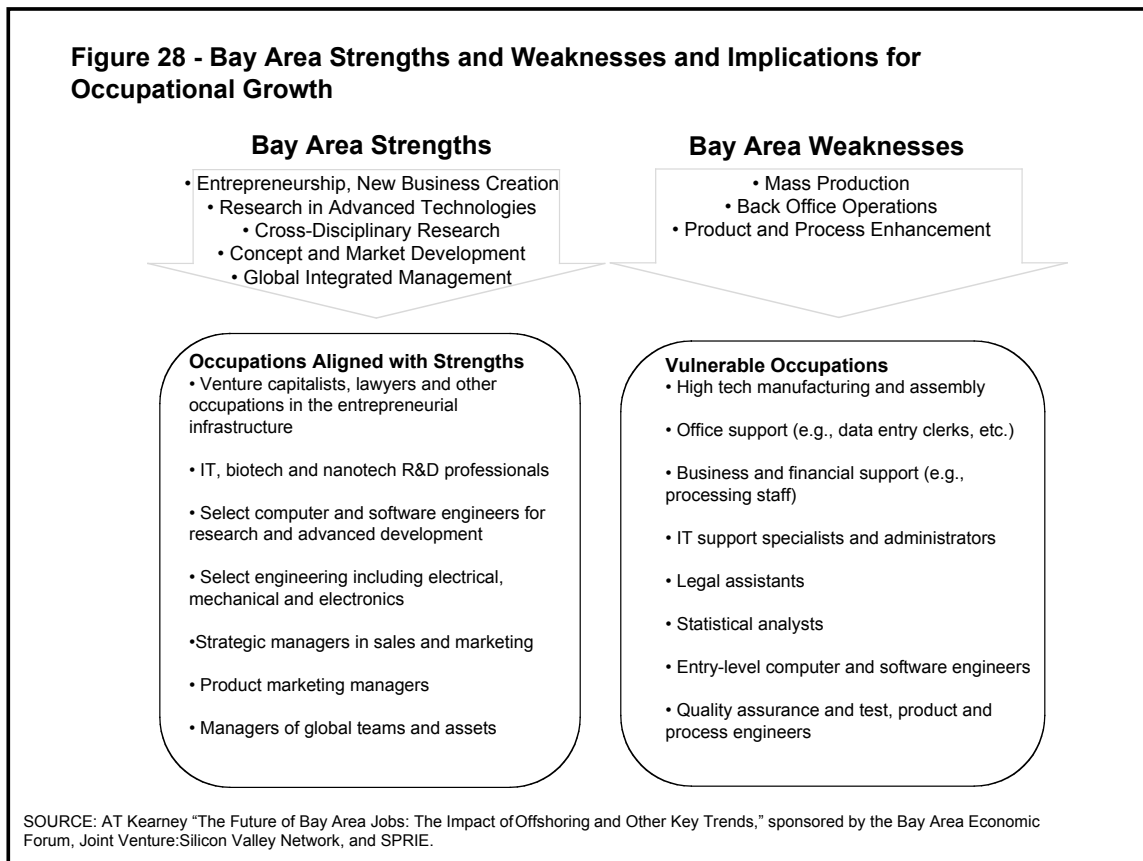 Figure 28 - Bay Area Strengths and Weaknesses and Implications for
Occupational Growth
Bay Area Strengths
• Entrepreneurship, New Business Creation
• Research in Advanced Technologies
• Cross-Disciplinary Research
• Concept and Market Development
• Global Integrated Management
Bay Area Weaknesses
• Mass Production
• Back Office Operations
• Product and Process Enhancement
Occupations Aligned with Strengths
• Venture capitalists, lawyers and other
occupations in the entrepreneurial
infrastructure
• IT, biotech and nanotech R&D professionals
• Select computer and software engineers for
research and advanced development
• Select engineering including electrical,
mechanical and electronics
•Strategic managers in sales and marketing
• Product marketing managers
• Managers of global teams and assets
Vulnerable Occupations
• High tech manufacturing and assembly
• Office support (e.g., data entry clerks, etc.)
• Business and financial support (e.g.,
processing staff)
• IT support specialists and administrators
• Legal assistants
• Statistical analysts
• Entry-level computer and software engineers
• Quality assurance and test, product and
process engineers
SOURCE: AT Kearney “The Future of Bay Area Jobs: The Impact of Offshoring and Other Key Trends,” sponsored by the Bay Area Economic
Forum, Joint Venture:Silicon Valley Network, and SPRIE.